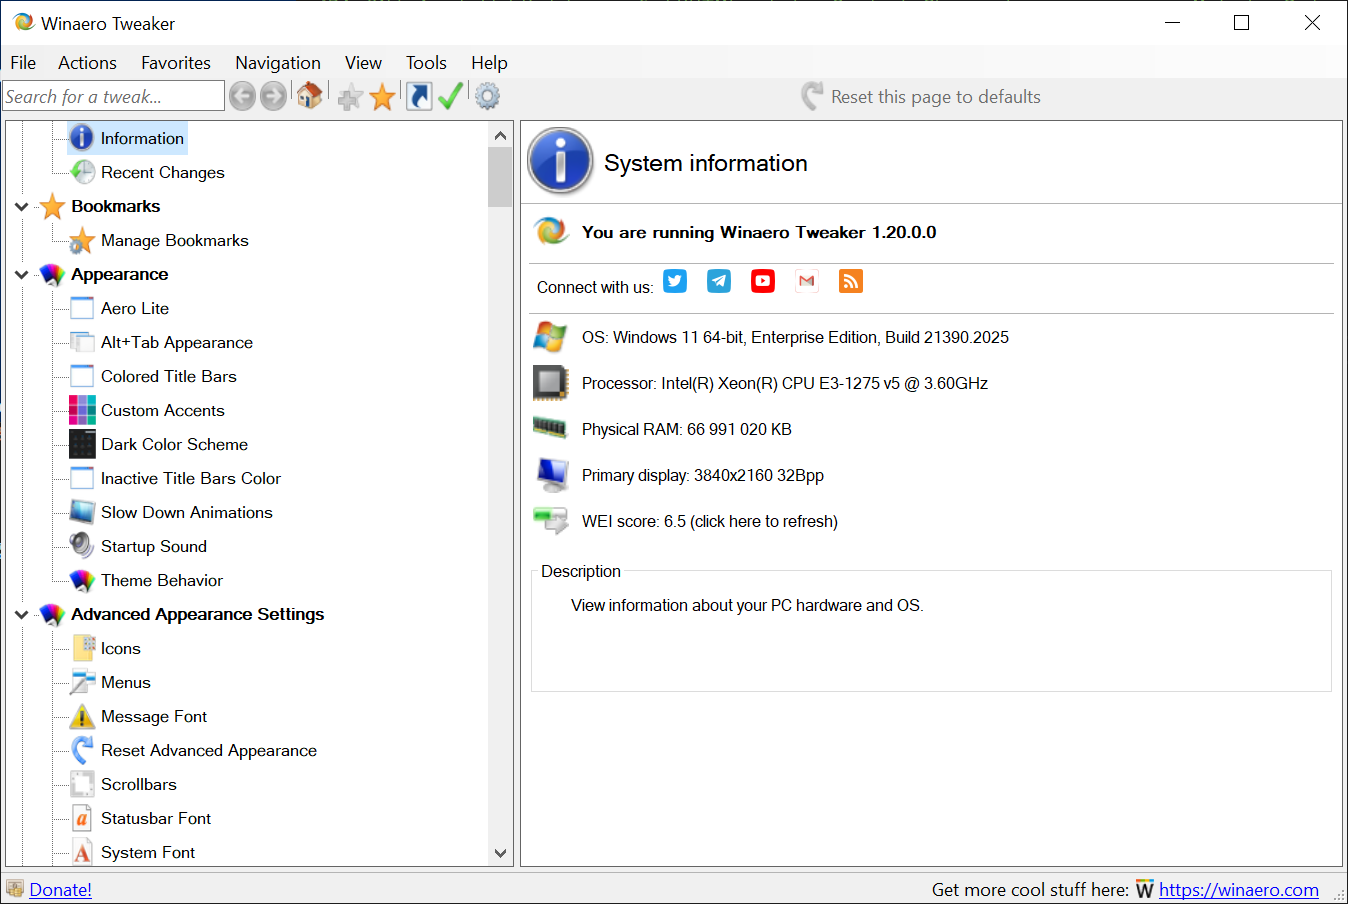 Winaero Tweaker
File Actions Favorites Navigation View Tools Help
Search for a tweak...
Reset this page to defaults
Information
Recent Changes
Bookmarks
Manage Bookmarks
Appearance
Aero Lite
Alt+Tab Appearance
Colored Title Bars
Custom Accents
Dark Color Scheme
Inactive Title Bars Color
Slow Down Animations
Startup Sound
Theme Behavior
Advanced Appearance Settings
Icons
Menus
Message Font
Reset Advanced Appearance
Scrollbars
Statusbar Font
System Font
System information
You are running Winaero Tweaker 1.20.0.0
Connect with us:
OS: Windows 11 64-bit, Enterprise Edition, Build 21390.2025
Processor: Intel(R) Xeon(R) CPU E3-1275 v5 @ 3.60GHz
Physical RAM: 66 991 020 KB
Primary display: 3840x2160 32Bpp
WEI score: 6.5 (click here to refresh)
Description
View information about your PC hardware and OS.
Donate!
Get more cool stuff here: W https://winaero.com